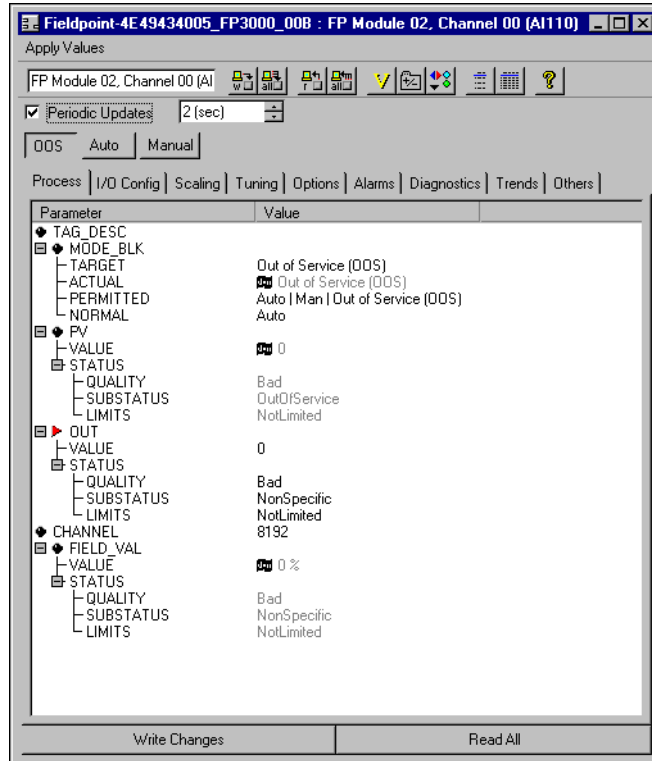 Fieldpoint-4E49434005_FP3000_00B : FP Module 02, Channel 00 (AI110)
Apply Values
FP Module 02, Channel 00 (AI
w all r all
Periodic Updates 2 (sec)
OOS Auto Manual
Process I/O Config Scaling Tuning Options Alarms Diagnostics Trends Others
Parameter Value
TAG_DESC
MODE_BLK
TARGET Out of Service (OOS)
ACTUAL Out of Service (OOS)
PERMITTED Auto | Man | Out of Service (OOS)
NORMAL Auto
PV
VALUE 0
STATUS
QUALITY Bad
SUBSTATUS OutOfService
LIMITS NotLimited
OUT
VALUE 0
STATUS
QUALITY Bad
SUBSTATUS NonSpecific
LIMITS NotLimited
CHANNEL 8192
FIELD_VAL
VALUE 0 %
STATUS
QUALITY Bad
SUBSTATUS NonSpecific
LIMITS NotLimited
Write Changes Read All